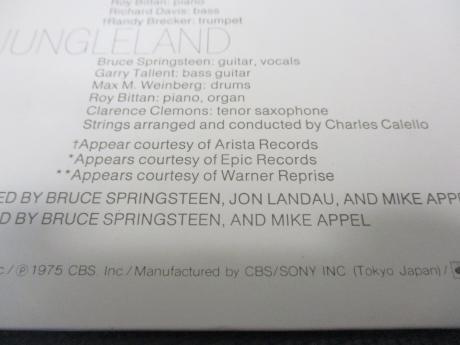 Roy Bittan: piano
Richard Davis: bass
†Randy Brecker: trumpet
JUNGLELAND
Bruce Springsteen: guitar, vocals
Garry Tallent: bass guitar
Max M. Weinberg: drums
Roy Bittan: piano, organ
Clarence Clemons: tenor saxophone
Strings arranged and conducted by Charles Calello
†Appear courtesy of Arista Records
*Appears courtesy of Epic Records
**Appears courtesy of Warner Reprise
ED BY BRUCE SPRINGSTEEN, JON LANDAU, AND MIKE APPE
D BY BRUCE SPRINGSTEEN, AND MIKE APPEL
c./℗1975 CBS. Inc./Manufactured by CBS/SONY INC (Tokyo Japan)/